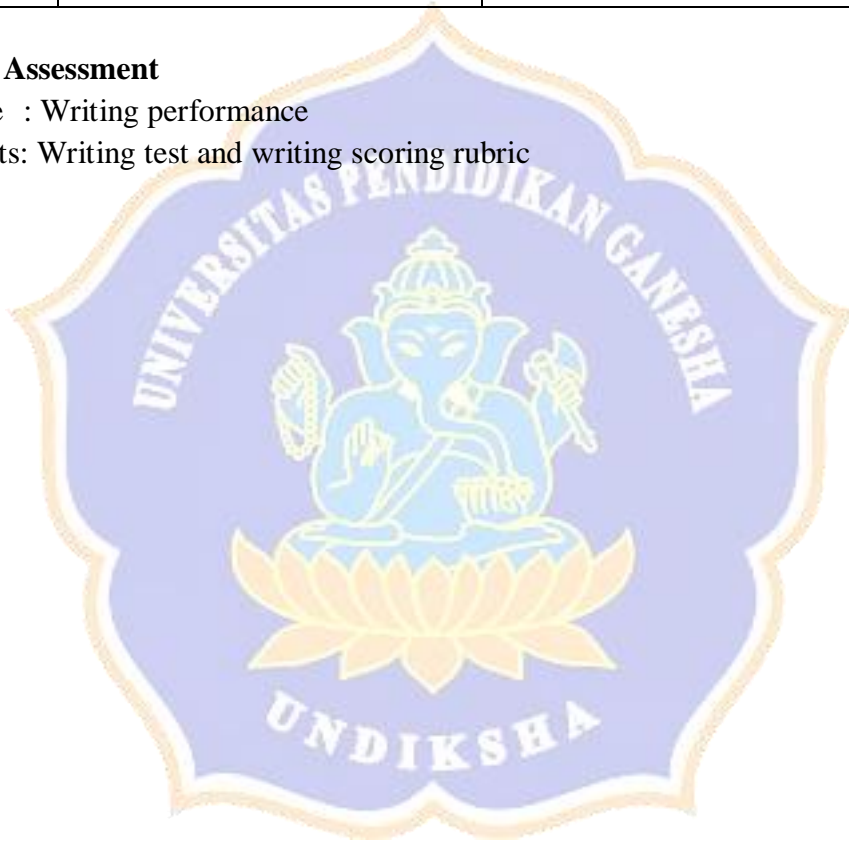 Assessment
e : Writing performance
ts: Writing test and writing scoring rubric
UNIVERSITAS PENDIDIKAN GANESHA
UNDIKSHA